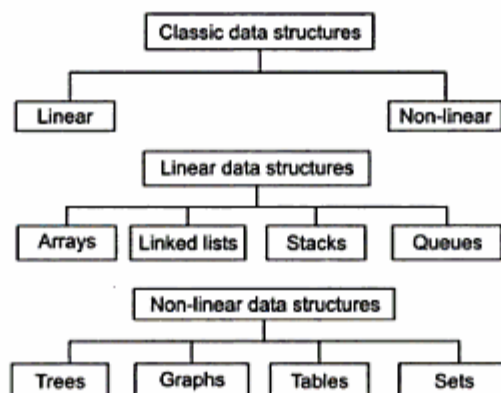 Classic data structures
Linear
Non-linear
Linear data structures
Arrays
Linked lists
Stacks
Queues
Non-linear data structures
Trees
Graphs
Tables
Sets